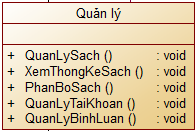 Quản lý
+ QuanLySach () : void
+ XemThongKeSach () : void
+ PhanBoSach () : void
+ QuanLyTaiKhoan () : void
+ QuanLyBinhLuan () : void